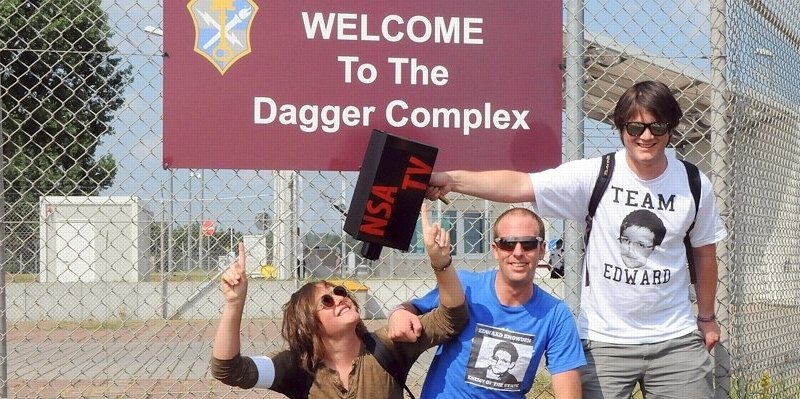 WELCOME
To The
Dagger Complex
NSA
TV
TEAM
EDWARD
EDWARD SNOWDEN
ENEMY OF THE STATE